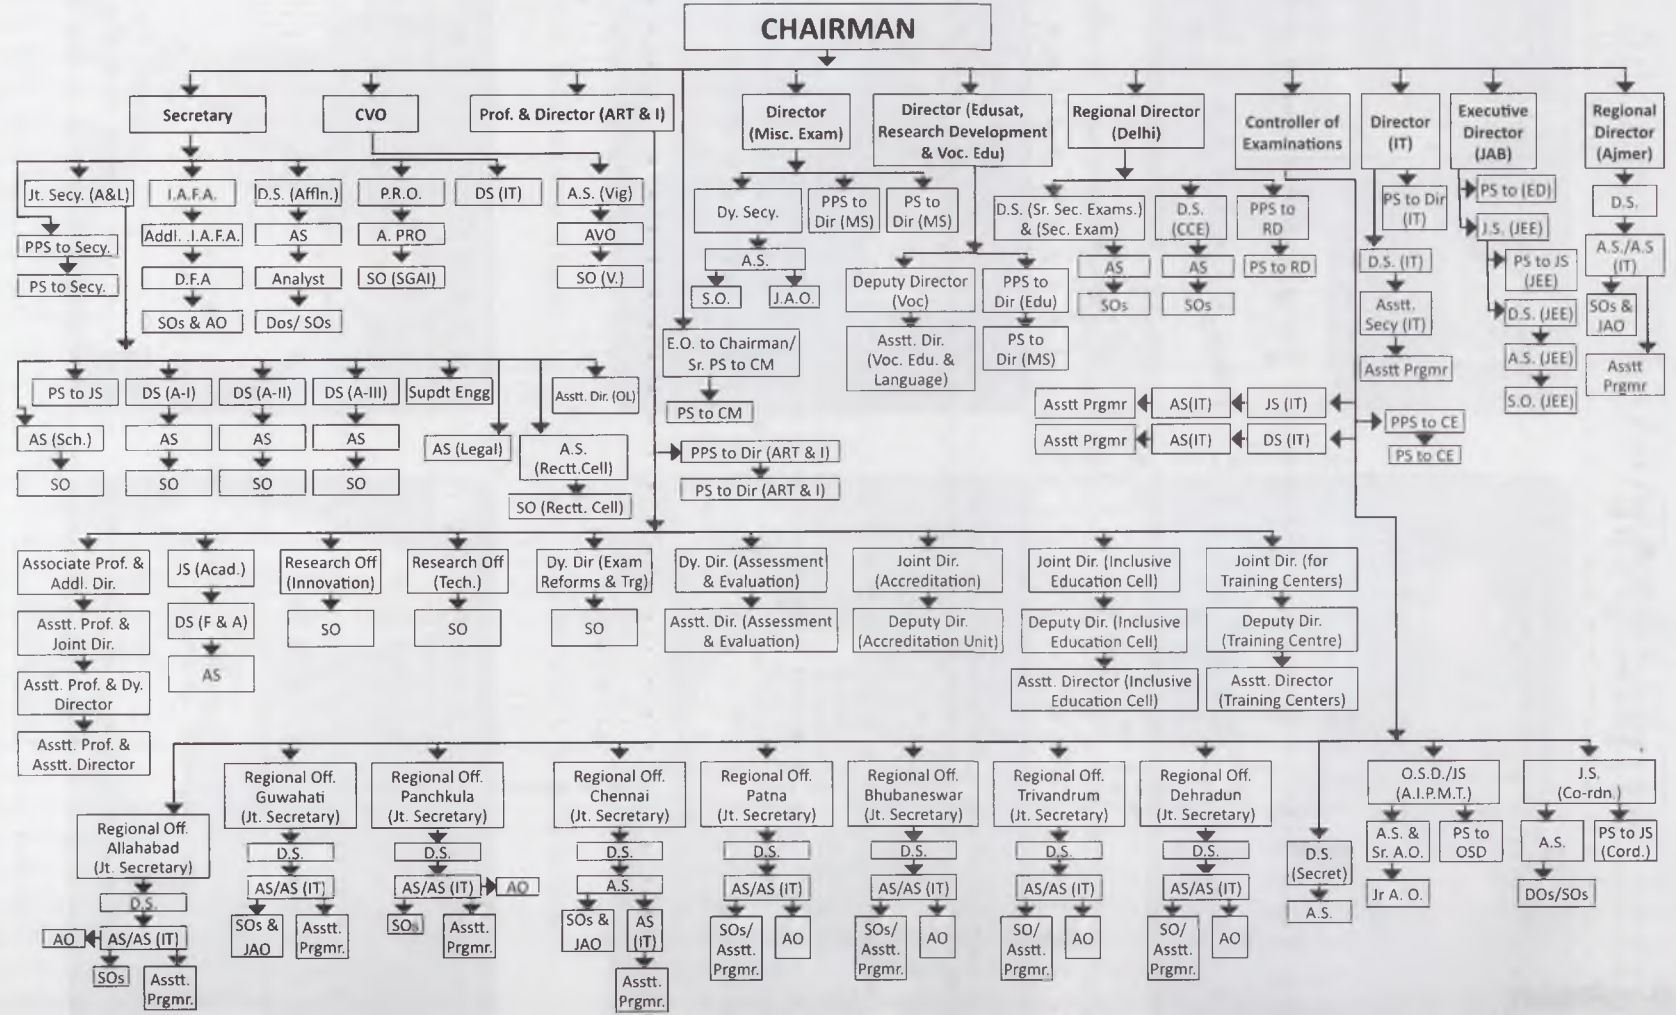 CHAIRMAN
Secretary
CVO
Prof. & Director (ART & I)
Director
(Misc. Exam)
Director (Edusat,
Research Development
& Voc. Edu)
Regional Director
(Delhi)
Controller of
Examinations
Director
(IT)
Executive
Director
(JAB)
Regional
Director
(Ajmer)
Jt. Secy. (A&L)
I.A.F.A.
D.S. (Affln.)
P.R.O.
DS (IT)
A.S. (Vig)
PPS to Secy.
PS to Secy.
Addl. .I.A.F.A.
D.F.A
SOs & AO
AS
Analyst
Dos/ SOs
A. PRO
SO (SGAI)
AVO
SO (V.)
Dy. Secy.
PPS to
Dir (MS)
PS to
Dir (MS)
A.S.
S.O.
J.A.O.
Deputy Director
(Voc)
Asstt. Dir.
(Voc. Edu. &
Language)
PPS to
Dir (Edu)
PS to
Dir (MS)
D.S. (Sr. Sec. Exams.)
& (Sec. Exam)
AS
SOs
D.S.
(CCE)
AS
SOs
PPS to
RD
PS to RD
PS to Dir
(IT)
D.S. (IT)
Asstt.
Secy (IT)
Asstt Prgmr
PS to (ED)
J.S. (JEE)
PS to JS
(JEE)
D.S. (JEE)
A.S. (JEE)
S.O. (JEE)
D.S.
A.S./A.S
(IT)
SOs &
JAO
Asstt
Prgmr
E.O. to Chairman/
Sr. PS to CM
PS to CM
PS to JS
DS (A-I)
DS (A-II)
DS (A-III)
Supdt Engg
Asstt. Dir. (OL)
AS (Sch.)
SO
AS
SO
AS
SO
AS
SO
AS (Legal)
A.S.
(Rectt.Cell)
SO (Rectt. Cell)
PPS to Dir (ART & I)
PS to Dir (ART & I)
Asstt Prgmr
AS(IT)
JS (IT)
Asstt Prgmr
AS(IT)
DS (IT)
PPS to CE
PS to CE
Associate Prof. &
Addl. Dir.
Asstt. Prof. &
Joint Dir.
Asstt. Prof. & Dy.
Director
Asstt. Prof. &
Asstt. Director
JS (Acad.)
DS (F & A)
AS
Research Off
(Innovation)
SO
Research Off
(Tech.)
SO
Dy. Dir (Exam
Reforms & Trg)
SO
Dy. Dir. (Assessment
& Evaluation)
Asstt. Dir. (Assessment
& Evaluation)
Joint Dir.
(Accreditation)
Deputy Dir.
(Accreditation Unit)
Joint Dir. (Inclusive
Education Cell)
Deputy Dir. (Inclusive
Education Cell)
Asstt. Director (Inclusive
Education Cell)
Joint Dir. (for
Training Centers)
Deputy Dir.
(Training Centre)
Asstt. Director
(Training Centers)
Regional Off.
Allahabad
(Jt. Secretary)
D.S.
AO
AS/AS (IT)
SOs
Asstt.
Prgmr.
Regional Off.
Guwahati
(Jt. Secretary)
D.S.
AS/AS (IT)
SOs &
JAO
Asstt.
Prgmr.
Regional Off.
Panchkula
(Jt. Secretary)
D.S.
AS/AS (IT)
AO
SOs
Asstt.
Prgmr.
Regional Off.
Chennai
(Jt. Secretary)
D.S.
A.S.
SOs &
JAO
AS
(IT)
Asstt.
Prgmr.
Regional Off.
Patna
(Jt. Secretary)
D.S.
AS/AS (IT)
SOs/
Asstt.
Prgmr.
AO
Regional Off.
Bhubaneswar
(Jt. Secretary)
D.S.
AS/AS (IT)
SOs/
Asstt.
Prgmr.
AO
Regional Off.
Trivandrum
(Jt. Secretary)
D.S.
AS/AS (IT)
SO/
Asstt.
Prgmr.
AO
Regional Off.
Dehradun
(Jt. Secretary)
D.S.
AS/AS (IT)
SO/
Asstt.
Prgmr.
AO
D.S.
(Secret)
A.S.
O.S.D./JS
(A.I.P.M.T.)
A.S. &
Sr. A.O.
Jr A. O.
PS to
OSD
J.S.
(Co-rdn.)
A.S.
DOs/SOs
PS to JS
(Cord.)